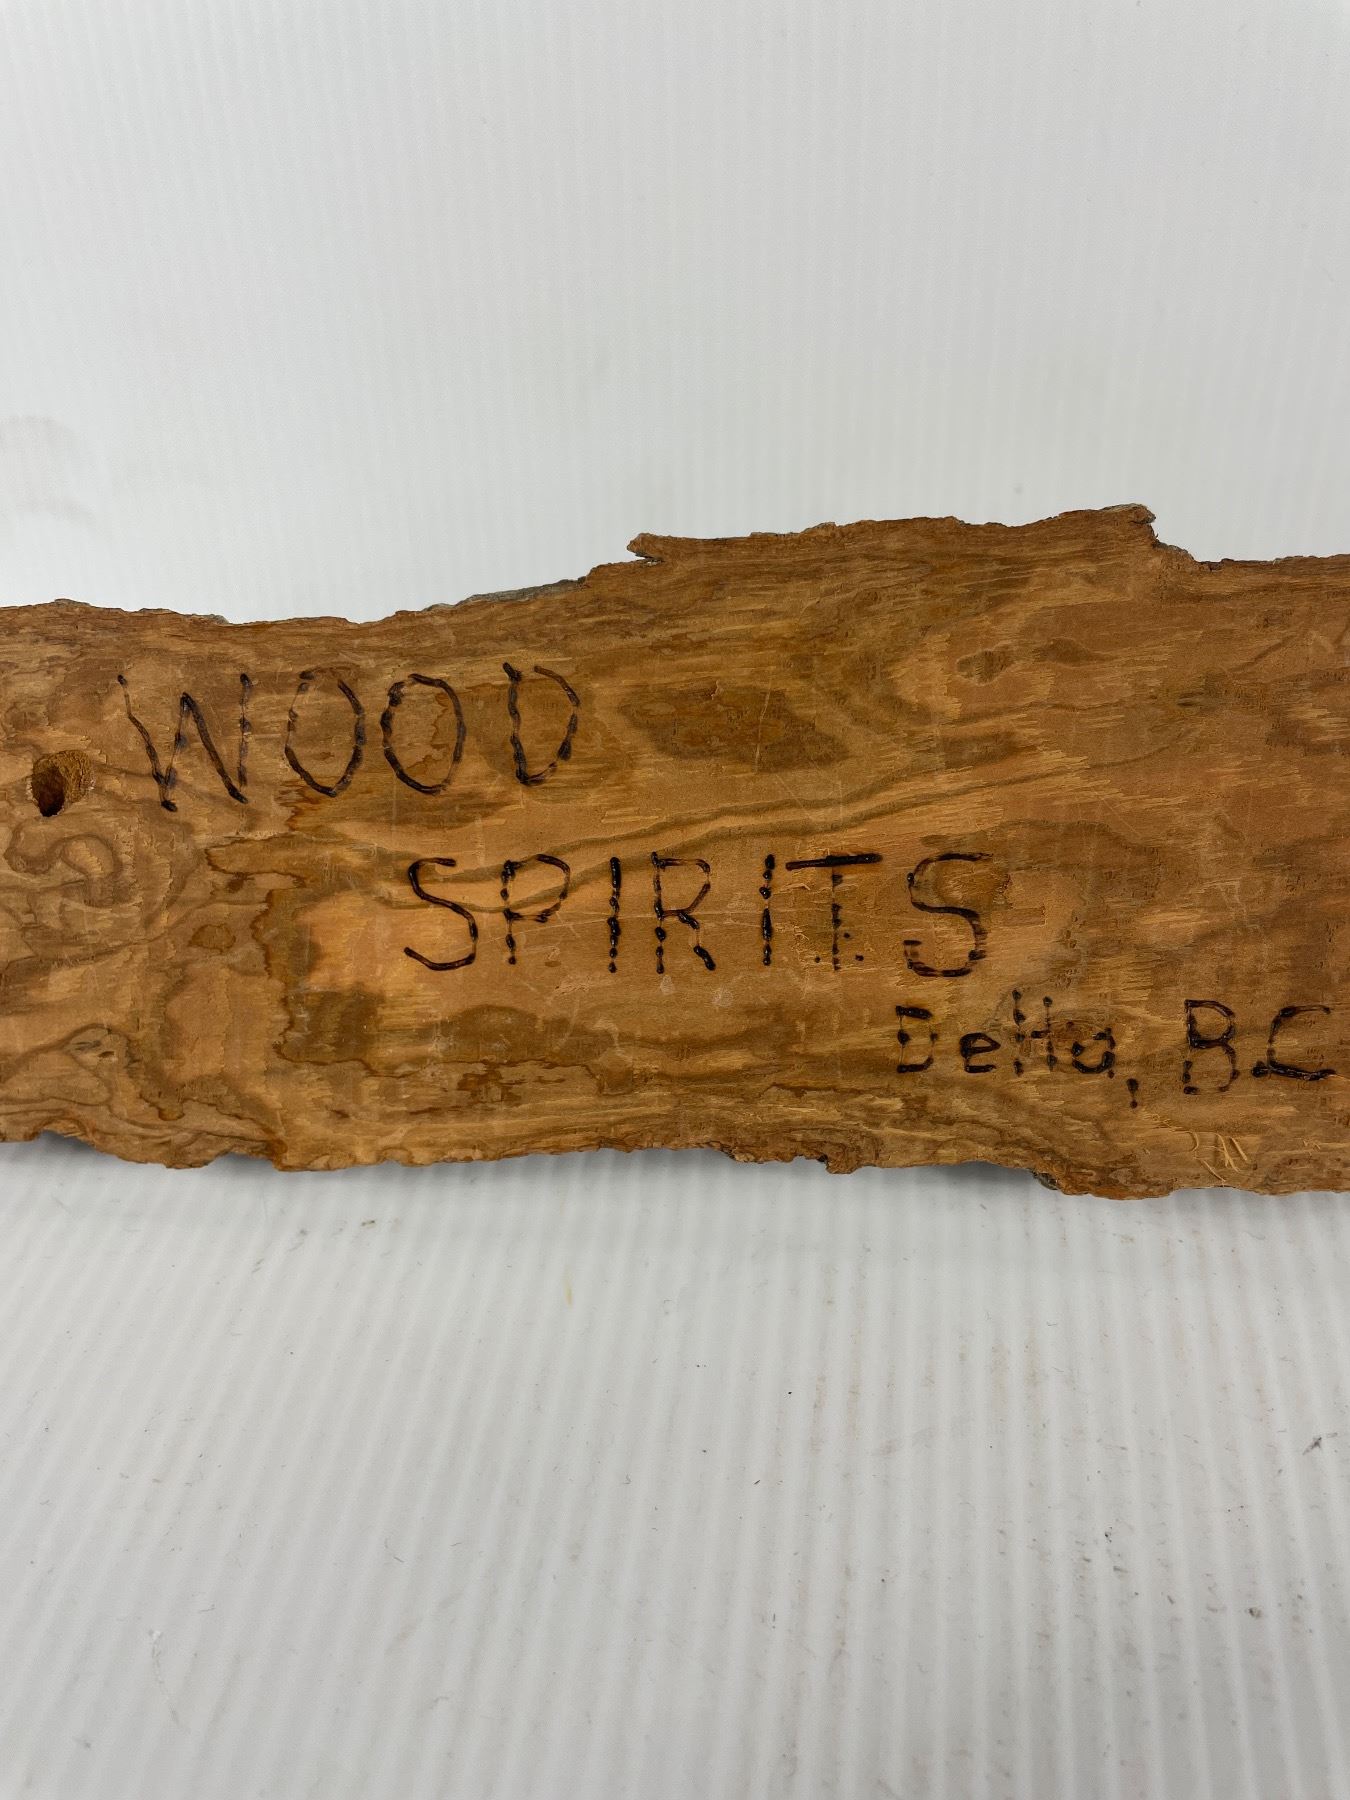 WOOD
SPIRITS
Delta, B.C